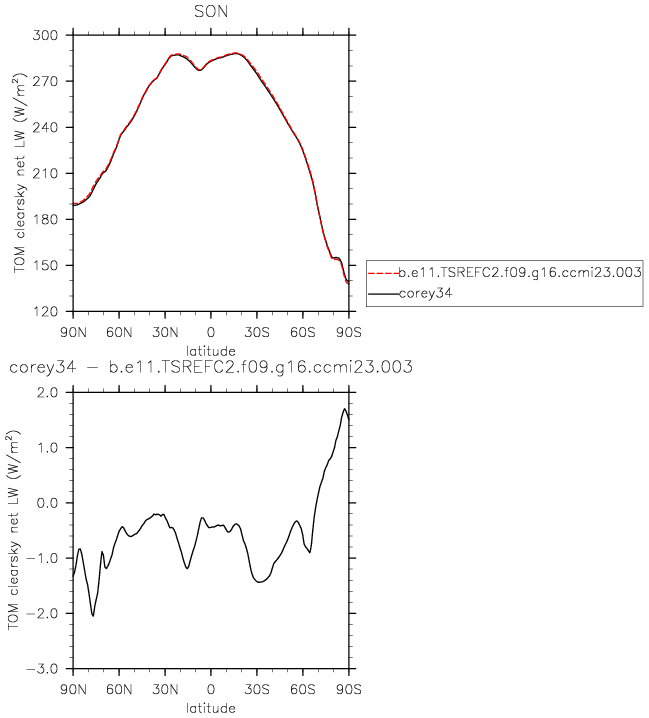 SON
300
270
240
210
180
150
120
TOM clearsky net LW (W/m²)
90N 60N 30N 0 30S 60S 90S
latitude
b.e11.TSREFC2.f09.g16.ccmi23.003
corey34
corey34 − b.e11.TSREFC2.f09.g16.ccmi23.003
2.0
1.0
0.0
−1.0
−2.0
−3.0
TOM clearsky net LW (W/m²)
90N 60N 30N 0 30S 60S 90S
latitude